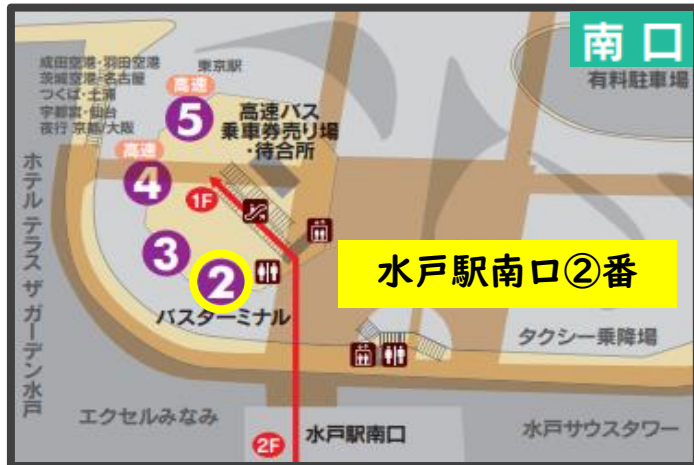 南口
成田空港・羽田空港
茨城空港・名古屋
つくば・土浦
宇都宮・仙台
夜行 京都/大阪
東京駅
高速
5
高速バス
乗車券売り場
・待合所
有料駐車場
高速
4
1F
3
2
バスターミナル
水戸駅南口②番
ホテル テラス ザ ガーデン水戸
タクシー乗降場
エクセルみなみ
2F
水戸駅南口
水戸サウスタワー